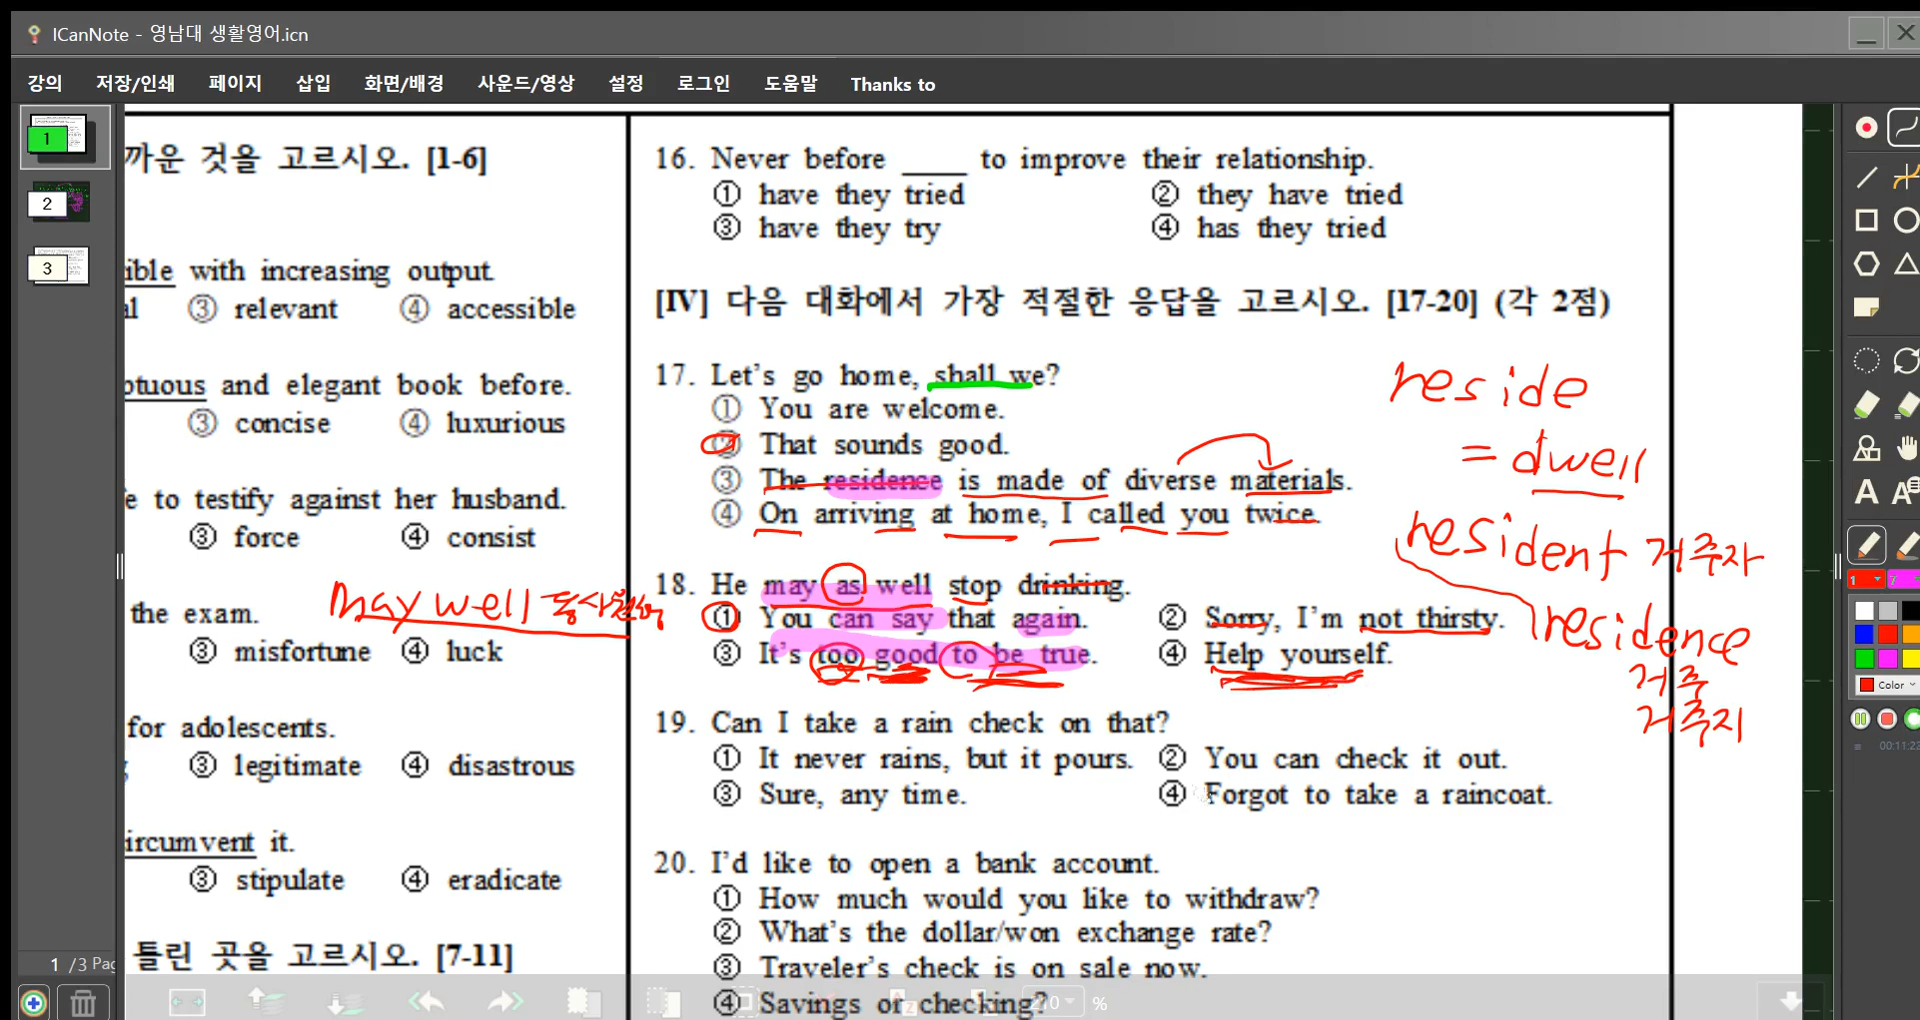 ICanNote - 영남대 생활영어.icn
강의 저장/인쇄 페이지 삽입 화면/배경 사운드/영상 설정 로그인 도움말 Thanks to
1
2
3
까운 것을 고르시오. [1-6]
ible with increasing output.
al ③ relevant ④ accessible
ptuous and elegant book before.
③ concise ④ luxurious
e to testify against her husband.
③ force ④ consist
the exam.
③ misfortune ④ luck
for adolescents.
③ legitimate ④ disastrous
ircumvent it.
③ stipulate ④ eradicate
틀린 곳을 고르시오. [7-11]
may well
16. Never before ____ to improve their relationship.
① have they tried ② they have tried
③ have they try ④ has they tried
[IV] 다음 대화에서 가장 적절한 응답을 고르시오. [17-20] (각 2점)
17. Let's go home, shall we?
① You are welcome.
② That sounds good.
③ The residence is made of diverse materials.
④ On arriving at home, I called you twice.
18. He may as well stop drinking.
① You can say that again. ② Sorry, I'm not thirsty.
③ It's too good to be true. ④ Help yourself.
19. Can I take a rain check on that?
① It never rains, but it pours. ② You can check it out.
③ Sure, any time. ④ Forgot to take a raincoat.
20. I'd like to open a bank account.
① How much would you like to withdraw?
② What's the dollar/won exchange rate?
③ Traveler's check is on sale now.
④ Savings or checking?
reside
= dwell
resident 거주자
residence
거주
거주지
1
7
Color
00:11:22
1 /3 Pag
%